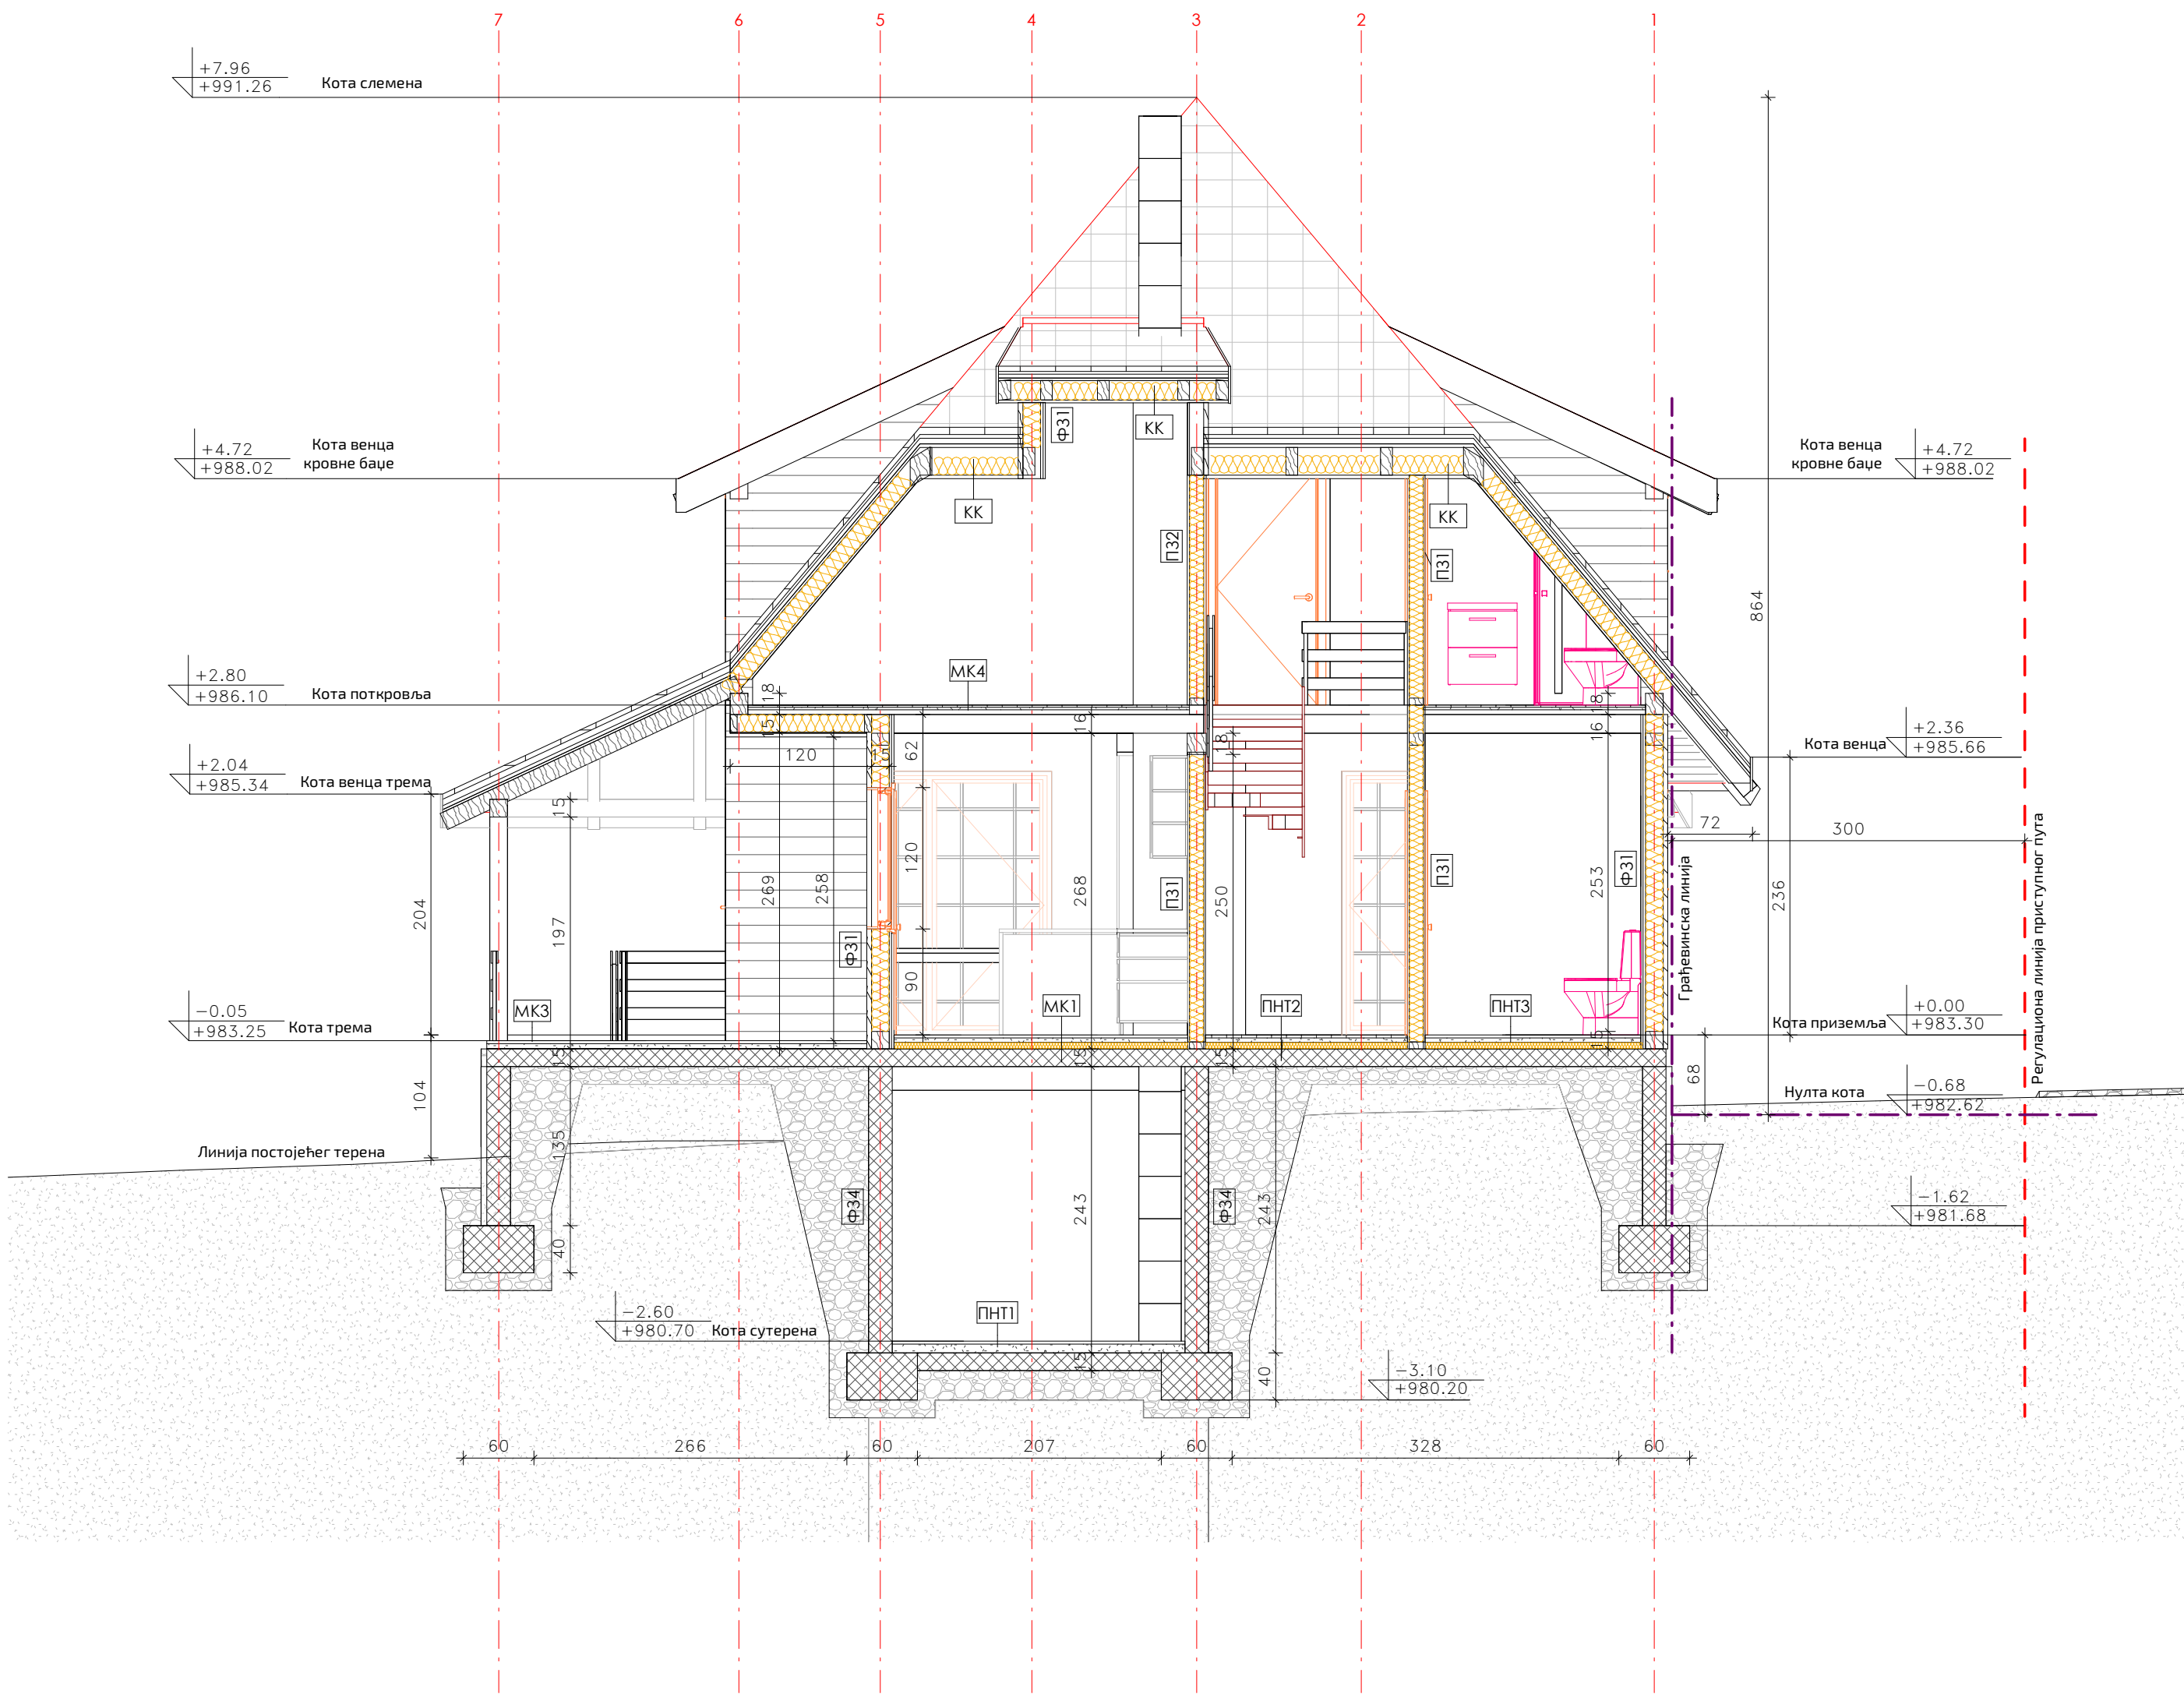 7 6 5 4 3 2 1
+7.96
+991.26
Кота слемена
+4.72
+988.02
Кота венца
кровне баџе
Кота венца
кровне баџе
+4.72
+988.02
Ф31
КК
КК
КК
П32
П31
864
+2.80
+986.10
Кота поткровља
МК4
18
15
16
18
16
18
120
62
+2.36
+985.66
Кота венца
+2.04
+985.34
Кота венца трема
15
72
300
204
197
269
258
120
268
П31
250
П31
253
Ф31
236
Грађевинска линија
Регулациона линија приступног пута
Ф31
90
-0.05
+983.25
Кота трема
МК3
МК1
ПНТ2
ПНТ3
Кота приземља
+0.00
+983.30
15
15
15
15
104
68
Нулта кота
-0.68
+982.62
135
Линија постојећег терена
Ф34
243
Ф34
243
-1.62
+981.68
40
-2.60
+980.70
Кота сутерена
ПНТ1
15
40
-3.10
+980.20
60 266 60 207 60 328 60